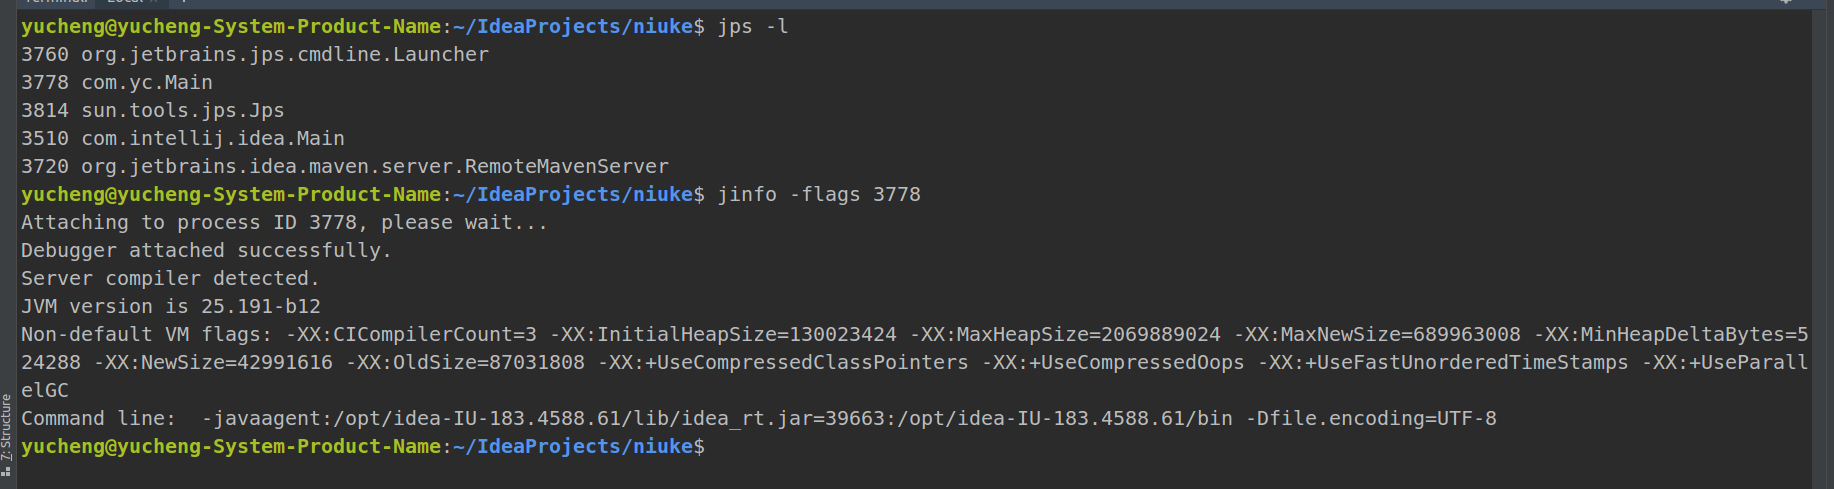 yucheng@yucheng-System-Product-Name:~/IdeaProjects/niuke$ jps -l
3760 org.jetbrains.jps.cmdline.Launcher
3778 com.yc.Main
3814 sun.tools.jps.Jps
3510 com.intellij.idea.Main
3720 org.jetbrains.idea.maven.server.RemoteMavenServer
yucheng@yucheng-System-Product-Name:~/IdeaProjects/niuke$ jinfo -flags 3778
Attaching to process ID 3778, please wait...
Debugger attached successfully.
Server compiler detected.
JVM version is 25.191-b12
Non-default VM flags: -XX:CICompilerCount=3 -XX:InitialHeapSize=130023424 -XX:MaxHeapSize=2069889024 -XX:MaxNewSize=689963008 -XX:MinHeapDeltaBytes=5
24288 -XX:NewSize=42991616 -XX:OldSize=87031808 -XX:+UseCompressedClassPointers -XX:+UseCompressedOops -XX:+UseFastUnorderedTimeStamps -XX:+UseParall
elGC
Command line:  -javaagent:/opt/idea-IU-183.4588.61/lib/idea_rt.jar=39663:/opt/idea-IU-183.4588.61/bin -Dfile.encoding=UTF-8
yucheng@yucheng-System-Product-Name:~/IdeaProjects/niuke$
7: Structure